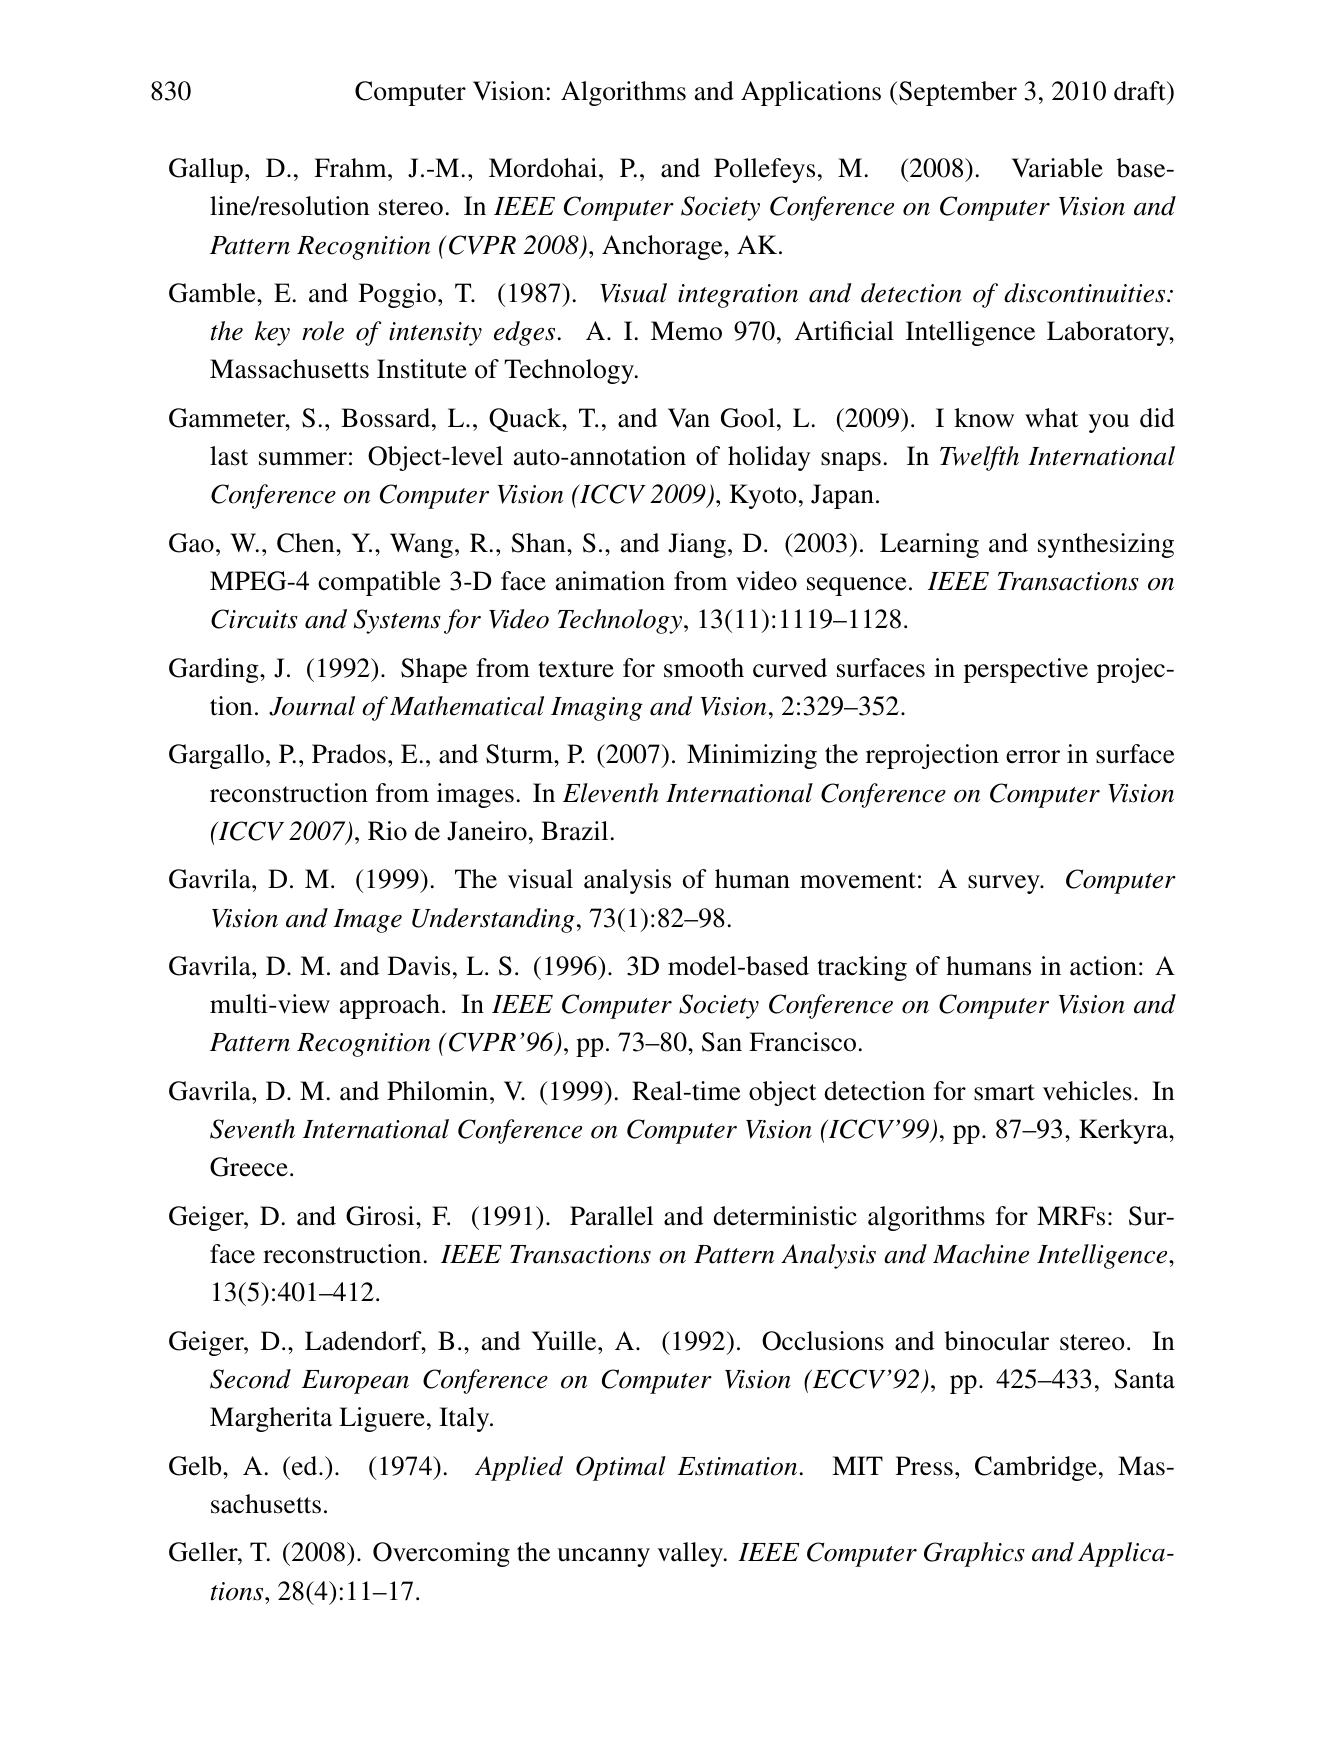 830 Computer Vision: Algorithms and Applications (September 3, 2010 draft)
Gallup, D., Frahm, J.-M., Mordohai, P., and Pollefeys, M. (2008). Variable base-
line/resolution stereo. In IEEE Computer Society Conference on Computer Vision and
Pattern Recognition (CVPR 2008), Anchorage, AK.
Gamble, E. and Poggio, T. (1987). Visual integration and detection of discontinuities:
the key role of intensity edges. A. I. Memo 970, Artificial Intelligence Laboratory,
Massachusetts Institute of Technology.
Gammeter, S., Bossard, L., Quack, T., and Van Gool, L. (2009). I know what you did
last summer: Object-level auto-annotation of holiday snaps. In Twelfth International
Conference on Computer Vision (ICCV 2009), Kyoto, Japan.
Gao, W., Chen, Y., Wang, R., Shan, S., and Jiang, D. (2003). Learning and synthesizing
MPEG-4 compatible 3-D face animation from video sequence. IEEE Transactions on
Circuits and Systems for Video Technology, 13(11):1119–1128.
Garding, J. (1992). Shape from texture for smooth curved surfaces in perspective projec-
tion. Journal of Mathematical Imaging and Vision, 2:329–352.
Gargallo, P., Prados, E., and Sturm, P. (2007). Minimizing the reprojection error in surface
reconstruction from images. In Eleventh International Conference on Computer Vision
(ICCV 2007), Rio de Janeiro, Brazil.
Gavrila, D. M. (1999). The visual analysis of human movement: A survey. Computer
Vision and Image Understanding, 73(1):82–98.
Gavrila, D. M. and Davis, L. S. (1996). 3D model-based tracking of humans in action: A
multi-view approach. In IEEE Computer Society Conference on Computer Vision and
Pattern Recognition (CVPR'96), pp. 73–80, San Francisco.
Gavrila, D. M. and Philomin, V. (1999). Real-time object detection for smart vehicles. In
Seventh International Conference on Computer Vision (ICCV'99), pp. 87–93, Kerkyra,
Greece.
Geiger, D. and Girosi, F. (1991). Parallel and deterministic algorithms for MRFs: Sur-
face reconstruction. IEEE Transactions on Pattern Analysis and Machine Intelligence,
13(5):401–412.
Geiger, D., Ladendorf, B., and Yuille, A. (1992). Occlusions and binocular stereo. In
Second European Conference on Computer Vision (ECCV'92), pp. 425–433, Santa
Margherita Liguere, Italy.
Gelb, A. (ed.). (1974). Applied Optimal Estimation. MIT Press, Cambridge, Mas-
sachusetts.
Geller, T. (2008). Overcoming the uncanny valley. IEEE Computer Graphics and Applica-
tions, 28(4):11–17.